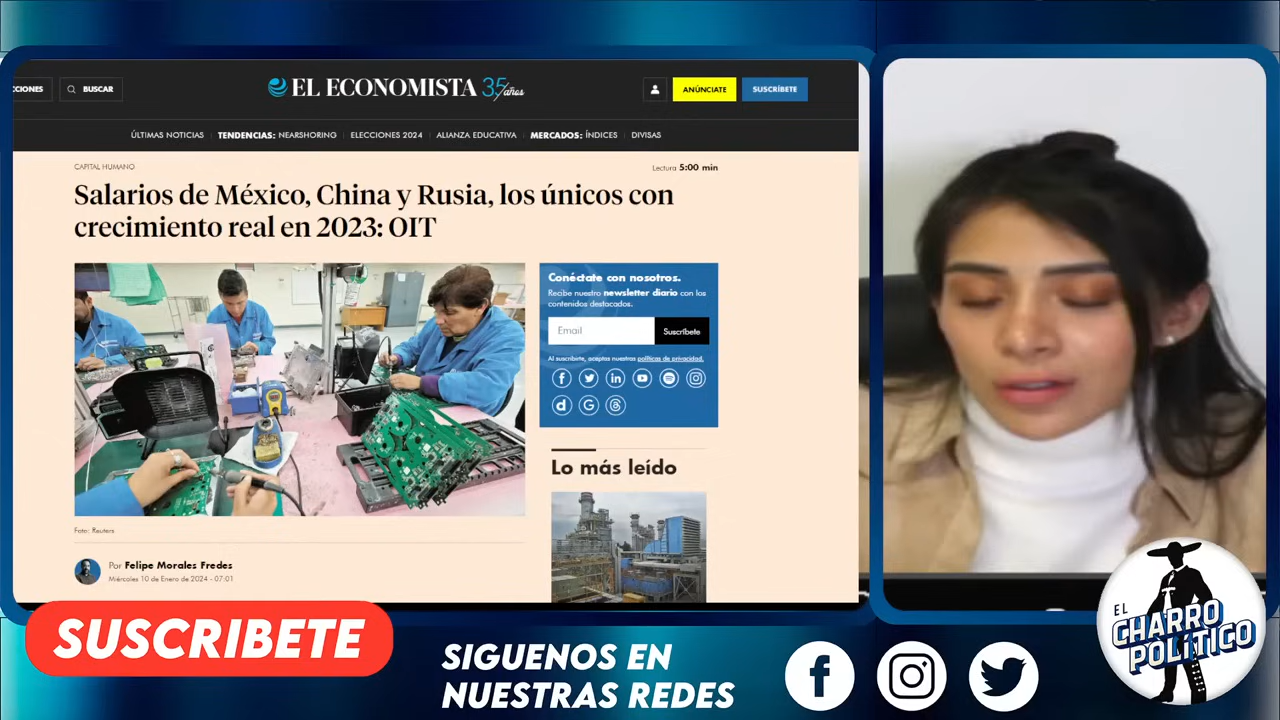 CCIONES
BUSCAR
EL ECONOMISTA 35 años
ANÚNCIATE
SUSCRÍBETE
ÚLTIMAS NOTICIAS
TENDENCIAS: NEARSHORING
ELECCIONES 2024
ALIANZA EDUCATIVA
MERCADOS: ÍNDICES
DIVISAS
CAPITAL HUMANO
Lectura 5:00 min
Salarios de México, China y Rusia, los únicos con
crecimiento real en 2023: OIT
Conéctate con nosotros.
Recibe nuestro newsletter diario con los
contenidos destacados.
Email
Suscríbete
Al suscribirte, aceptas nuestras políticas de privacidad.
Lo más leído
Foto: Reuters
Por Felipe Morales Fredes
Miércoles 10 de Enero de 2024 - 07:01
SUSCRIBETE
SIGUENOS EN
NUESTRAS REDES
EL
CHARRO
POLÍTICO